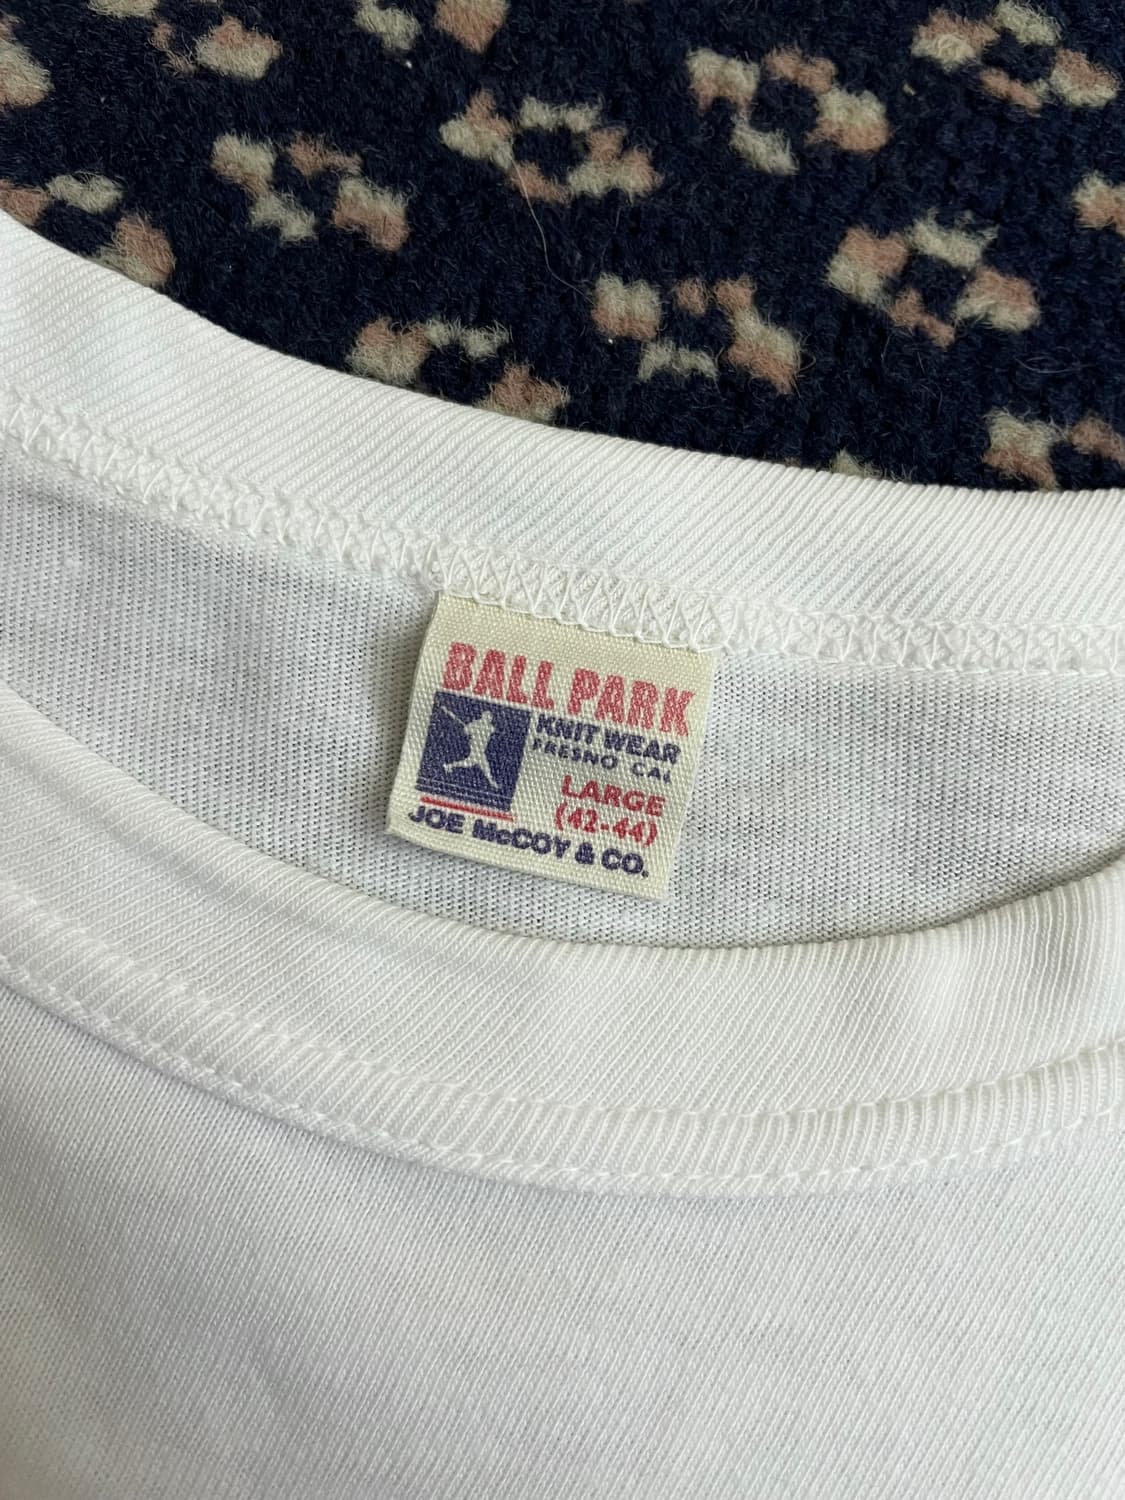 BALL PARK
KNIT WEAR
FRESNO CAL
LARGE
(42-44)
JOE McCOY & CO.